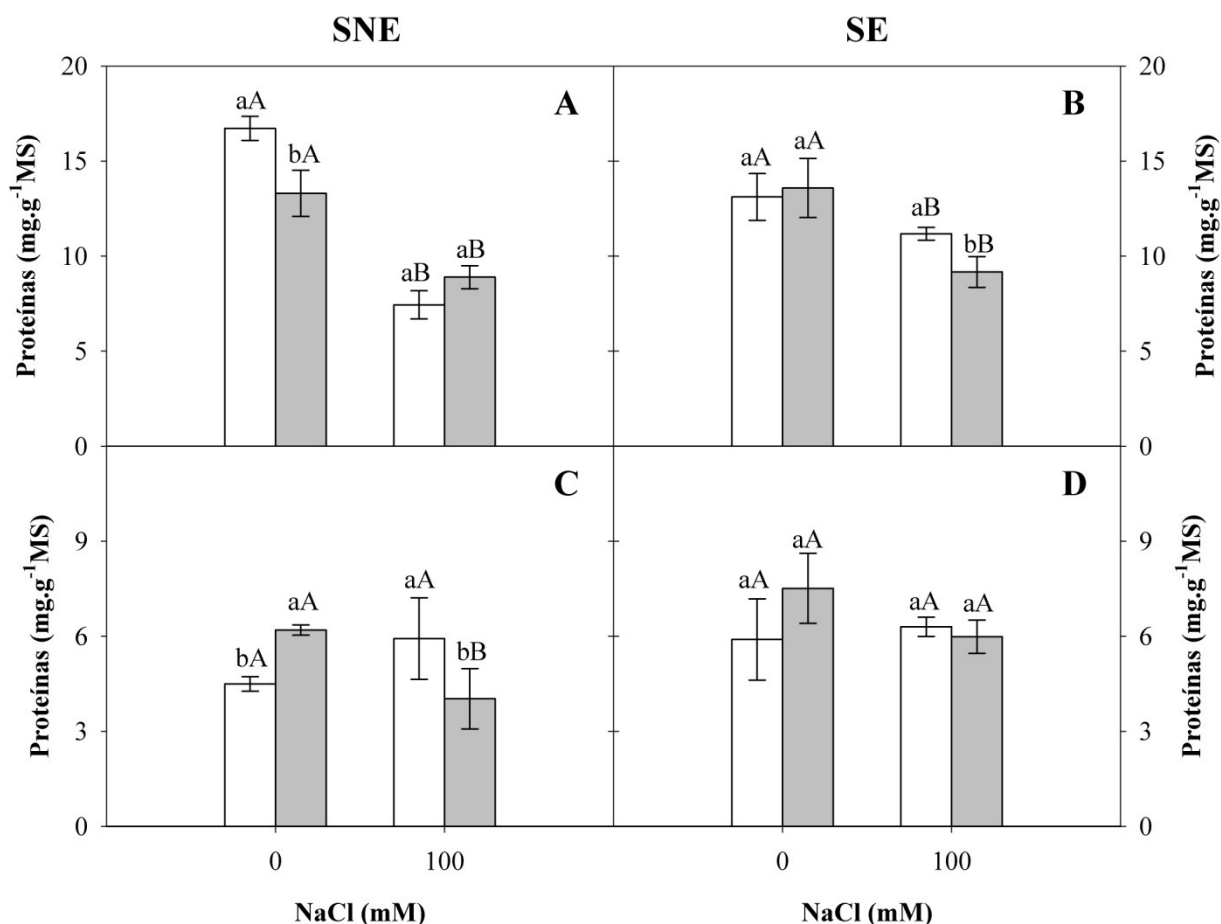 SNE SE
20 20
Proteínas (mg.g⁻¹MS)
15 15
10 10
5 5
0 0
A
aA
bA
aB
aB
B
aA
aA
aB
bB
Proteínas (mg.g⁻¹MS)
C
bA
aA
aA
bB
D
aA
aA
aA
aA
Proteínas (mg.g⁻¹MS)
9 9
6 6
3 3
0 0
Proteínas (mg.g⁻¹MS)
0 100 0 100
NaCl (mM) NaCl (mM)